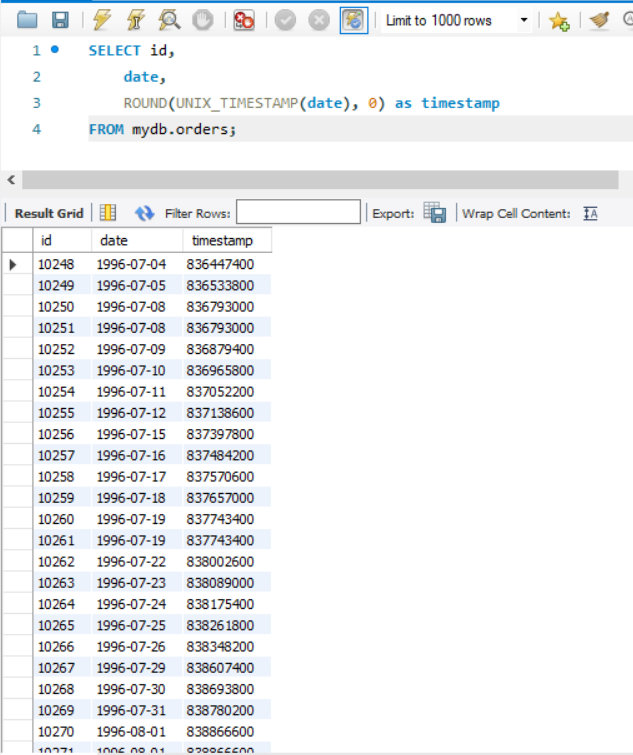 Limit to 1000 rows
1 SELECT id,
2 date,
3 ROUND(UNIX_TIMESTAMP(date), 0) as timestamp
4 FROM mydb.orders;
Result Grid Filter Rows: Export: Wrap Cell Content: IA
id date timestamp
10248 1996-07-04 836447400
10249 1996-07-05 836533800
10250 1996-07-08 836793000
10251 1996-07-08 836793000
10252 1996-07-09 836879400
10253 1996-07-10 836965800
10254 1996-07-11 837052200
10255 1996-07-12 837138600
10256 1996-07-15 837397800
10257 1996-07-16 837484200
10258 1996-07-17 837570600
10259 1996-07-18 837657000
10260 1996-07-19 837743400
10261 1996-07-19 837743400
10262 1996-07-22 838002600
10263 1996-07-23 838089000
10264 1996-07-24 838175400
10265 1996-07-25 838261800
10266 1996-07-26 838348200
10267 1996-07-29 838607400
10268 1996-07-30 838693800
10269 1996-07-31 838780200
10270 1996-08-01 838866600
10271 1996-08-01 838866600